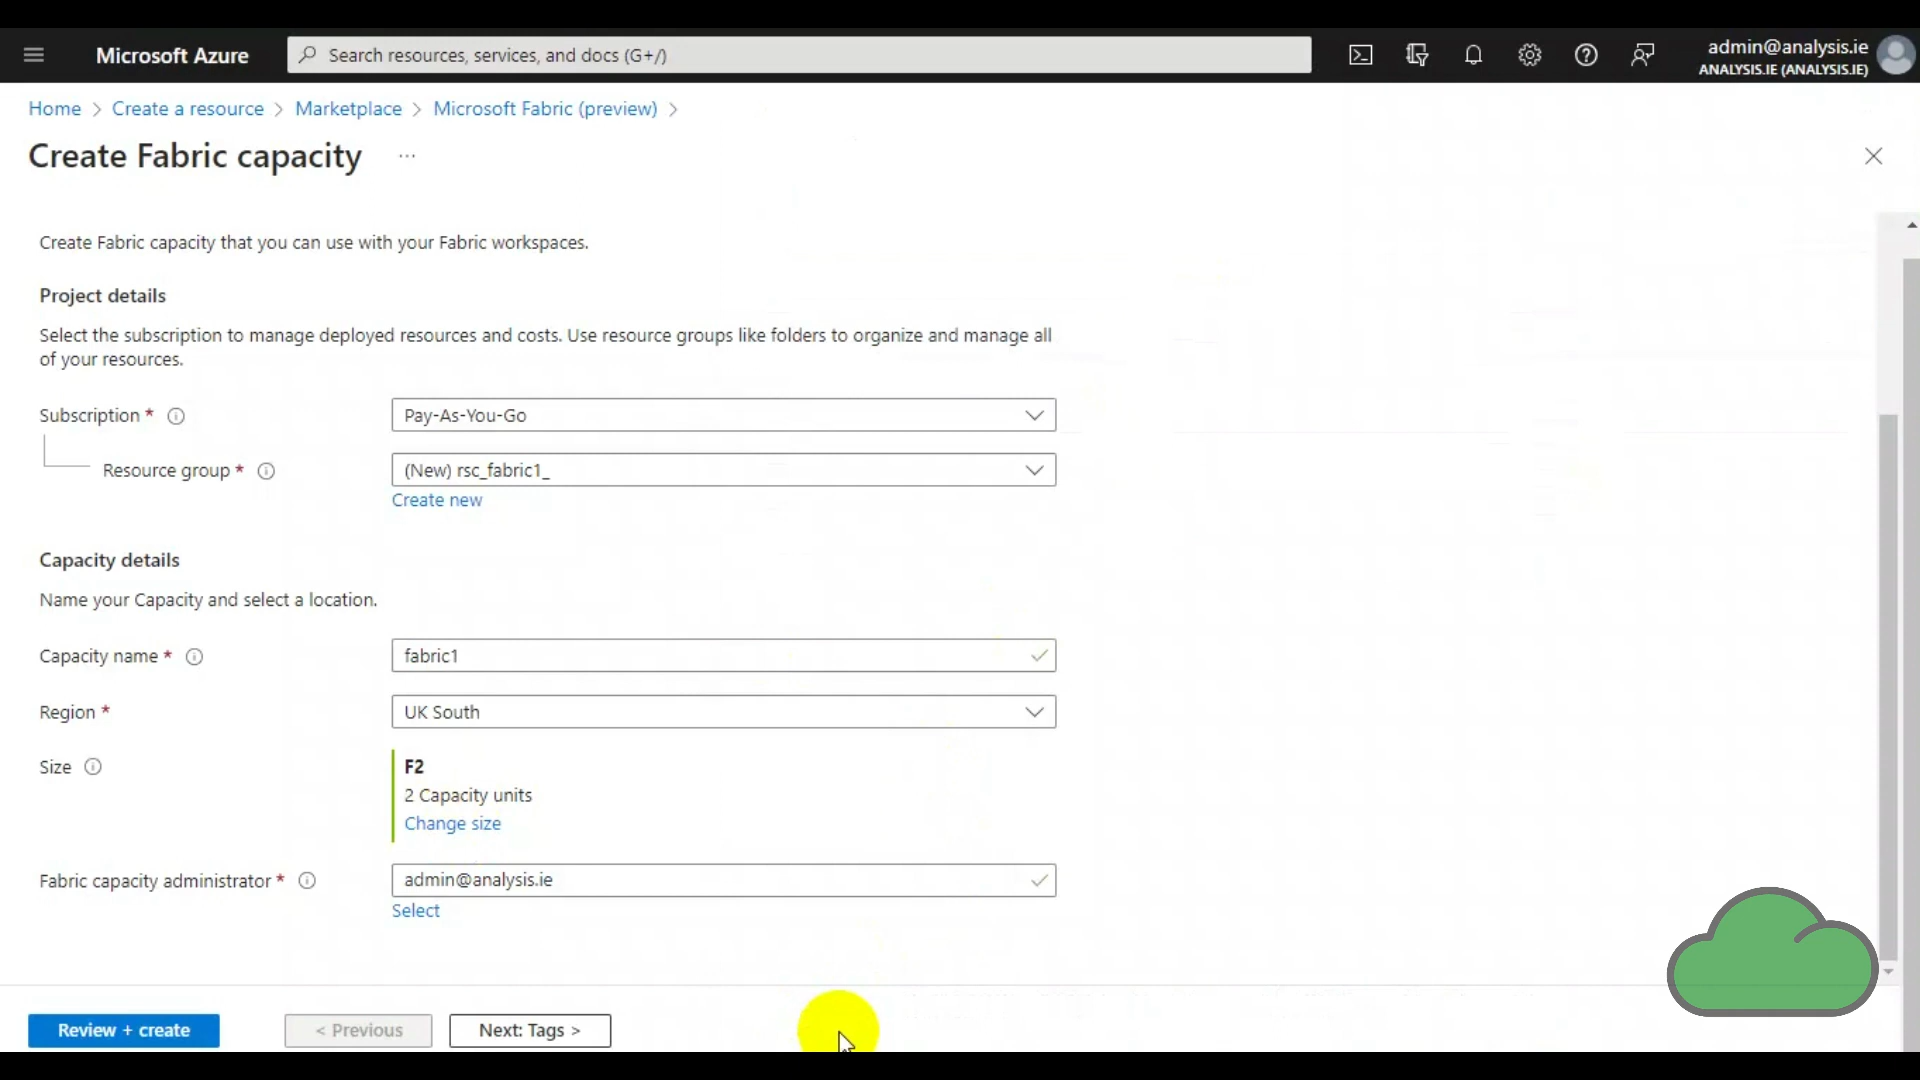 Microsoft Azure
Search resources, services, and docs (G+/)
admin@analysis.ie
ANALYSIS.IE (ANALYSIS.IE)
Home > Create a resource > Marketplace > Microsoft Fabric (preview) >
Create Fabric capacity ...
Create Fabric capacity that you can use with your Fabric workspaces.
Project details
Select the subscription to manage deployed resources and costs. Use resource groups like folders to organize and manage all
of your resources.
Subscription *
Pay-As-You-Go
Resource group *
(New) rsc_fabric1_
Create new
Capacity details
Name your Capacity and select a location.
Capacity name *
fabric1
Region *
UK South
Size
F2
2 Capacity units
Change size
Fabric capacity administrator *
admin@analysis.ie
Select
Review + create
< Previous
Next: Tags >